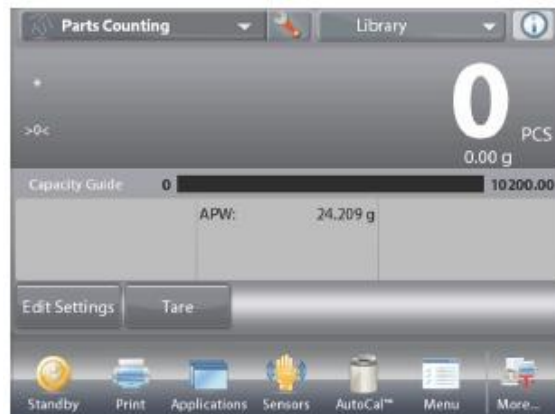 Parts Counting Library
0
>0< PCS
0.00 g
Capacity Guide 0 10200.00
APW: 24.209 g
Edit Settings Tare
Standby Print Applications Sensors AutoCal™ Menu More...